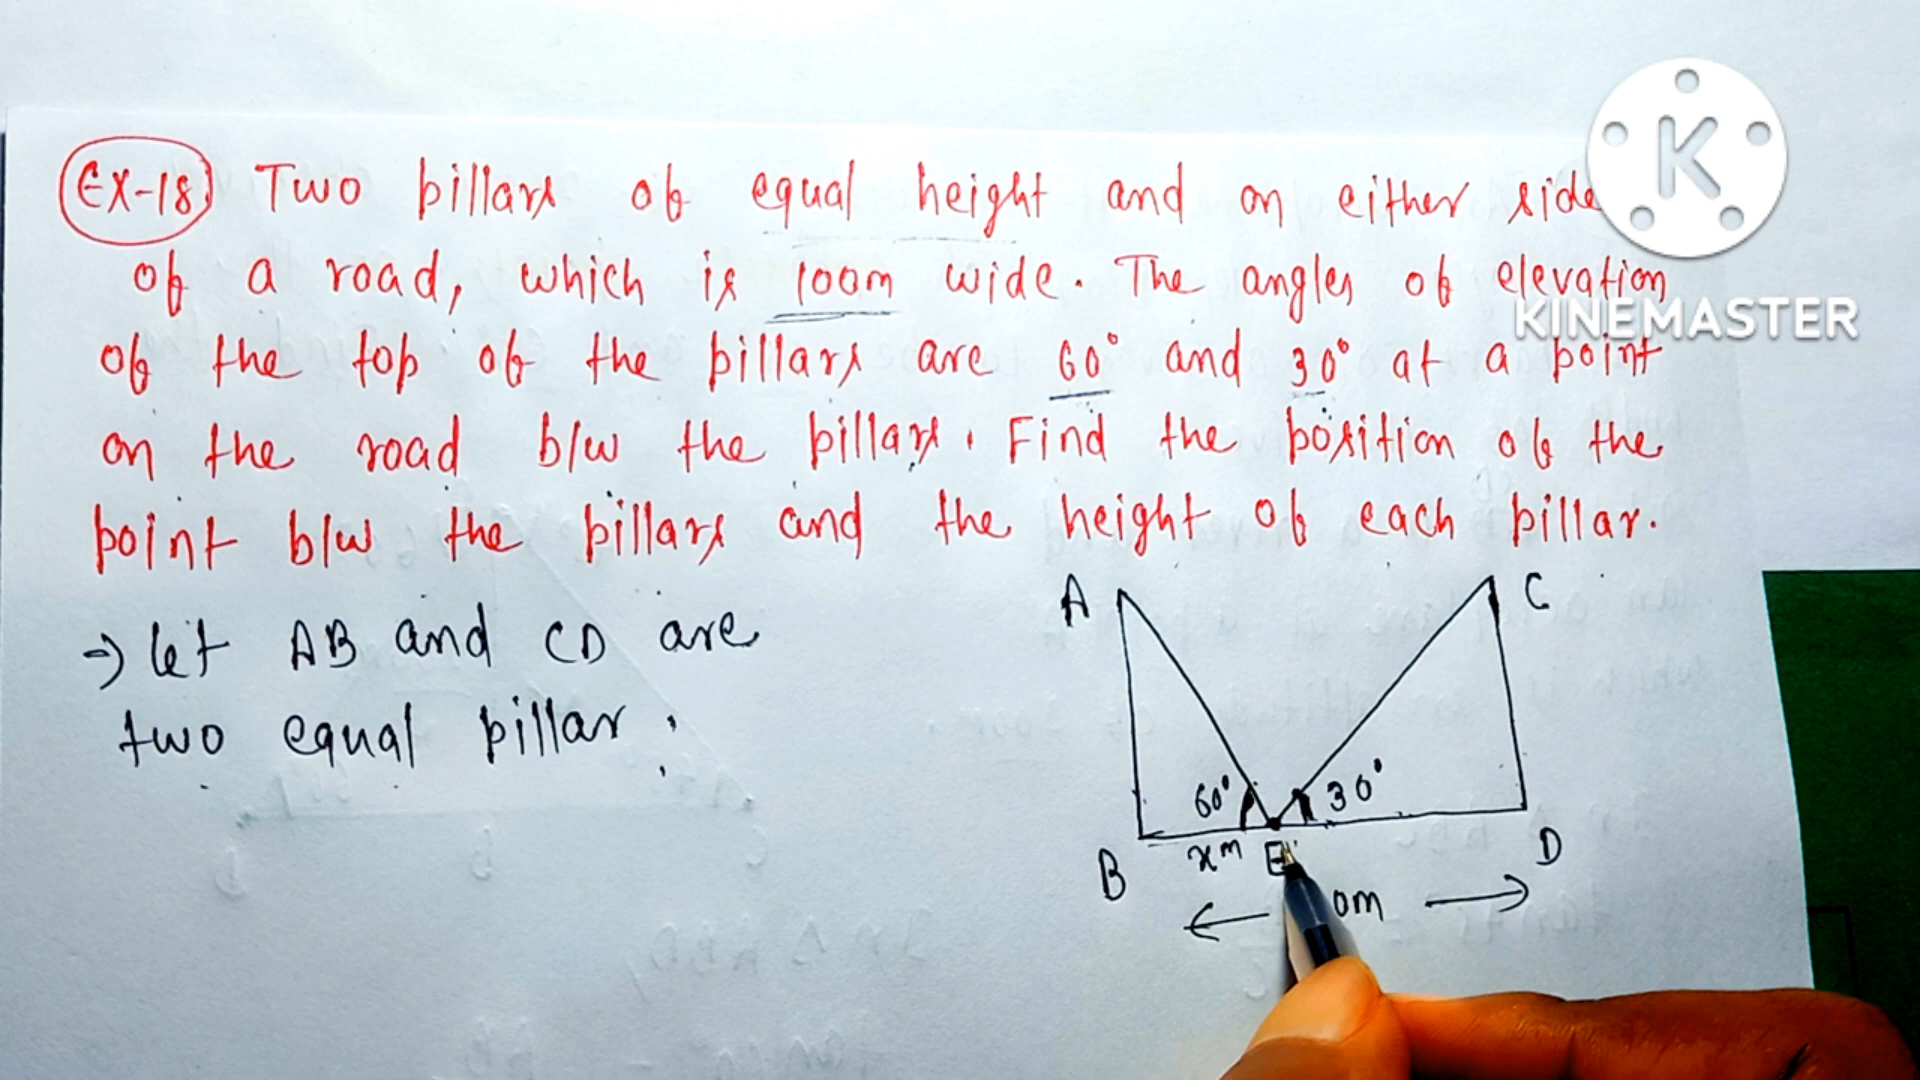 Ex-18 Two pillars of equal height and on either side
of a road, which is 100m wide. The angles of elevation
of the top of the pillars are 60° and 30° at a point
on the road b/w the pillars. Find the position of the
point b/w the pillars and the height of each pillar.
→ let AB and CD are
two equal pillar.
A
C
60°
30°
B
x m
E
D
0m
K
KINEMASTER